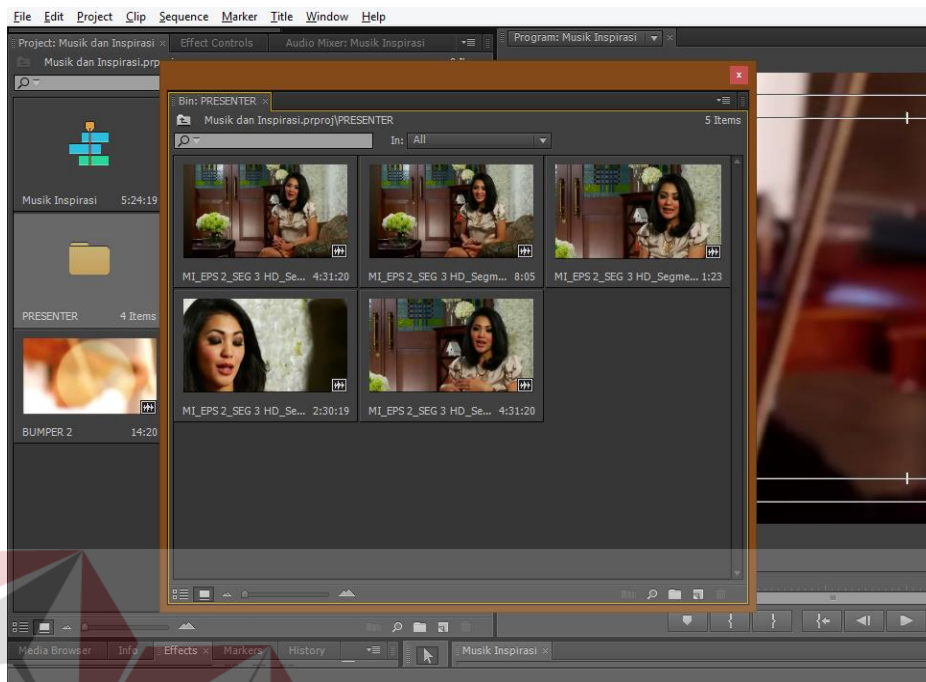 File Edit Project Clip Sequence Marker Title Window Help
Project: Musik dan Inspirasi × Effect Controls Audio Mixer: Musik Inspirasi
Program: Musik Inspirasi ×
Musik dan Inspirasi.prp
Bin: PRESENTER ×
Musik dan Inspirasi.prproj\PRESENTER 5 Items
In: All
Musik Inspirasi 5:24:19
MI_EPS 2_SEG 3 HD_Se... 4:31:20
MI_EPS 2_SEG 3 HD_Segm... 8:05
MI_EPS 2_SEG 3 HD_Segme... 1:23
PRESENTER 4 Items
MI_EPS 2_SEG 3 HD_Se... 2:30:19
MI_EPS 2_SEG 3 HD_Se... 4:31:20
BUMPER 2 14:20
Media Browser Info Effects × Markers History
Musik Inspirasi ×